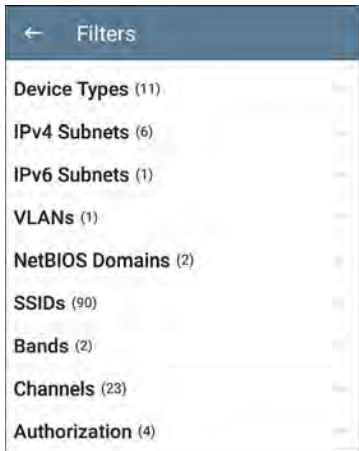 Filters
Device Types (11)
IPv4 Subnets (6)
IPv6 Subnets (1)
VLANs (1)
NetBIOS Domains (2)
SSIDs (90)
Bands (2)
Channels (23)
Authorization (4)